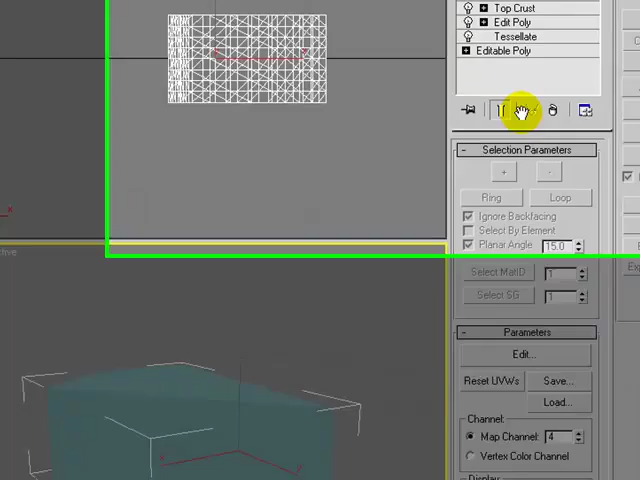 Top Crust
Edit Poly
Tessellate
Editable Poly
Selection Parameters
+ -
Ring Loop
Ignore Backfacing
Select By Element
Planar Angle 15.0
Select MatID 1
Select SG 1
Parameters
Edit...
Reset UVWs Save...
Load...
Channel:
Map Channel: 4
Vertex Color Channel
Display